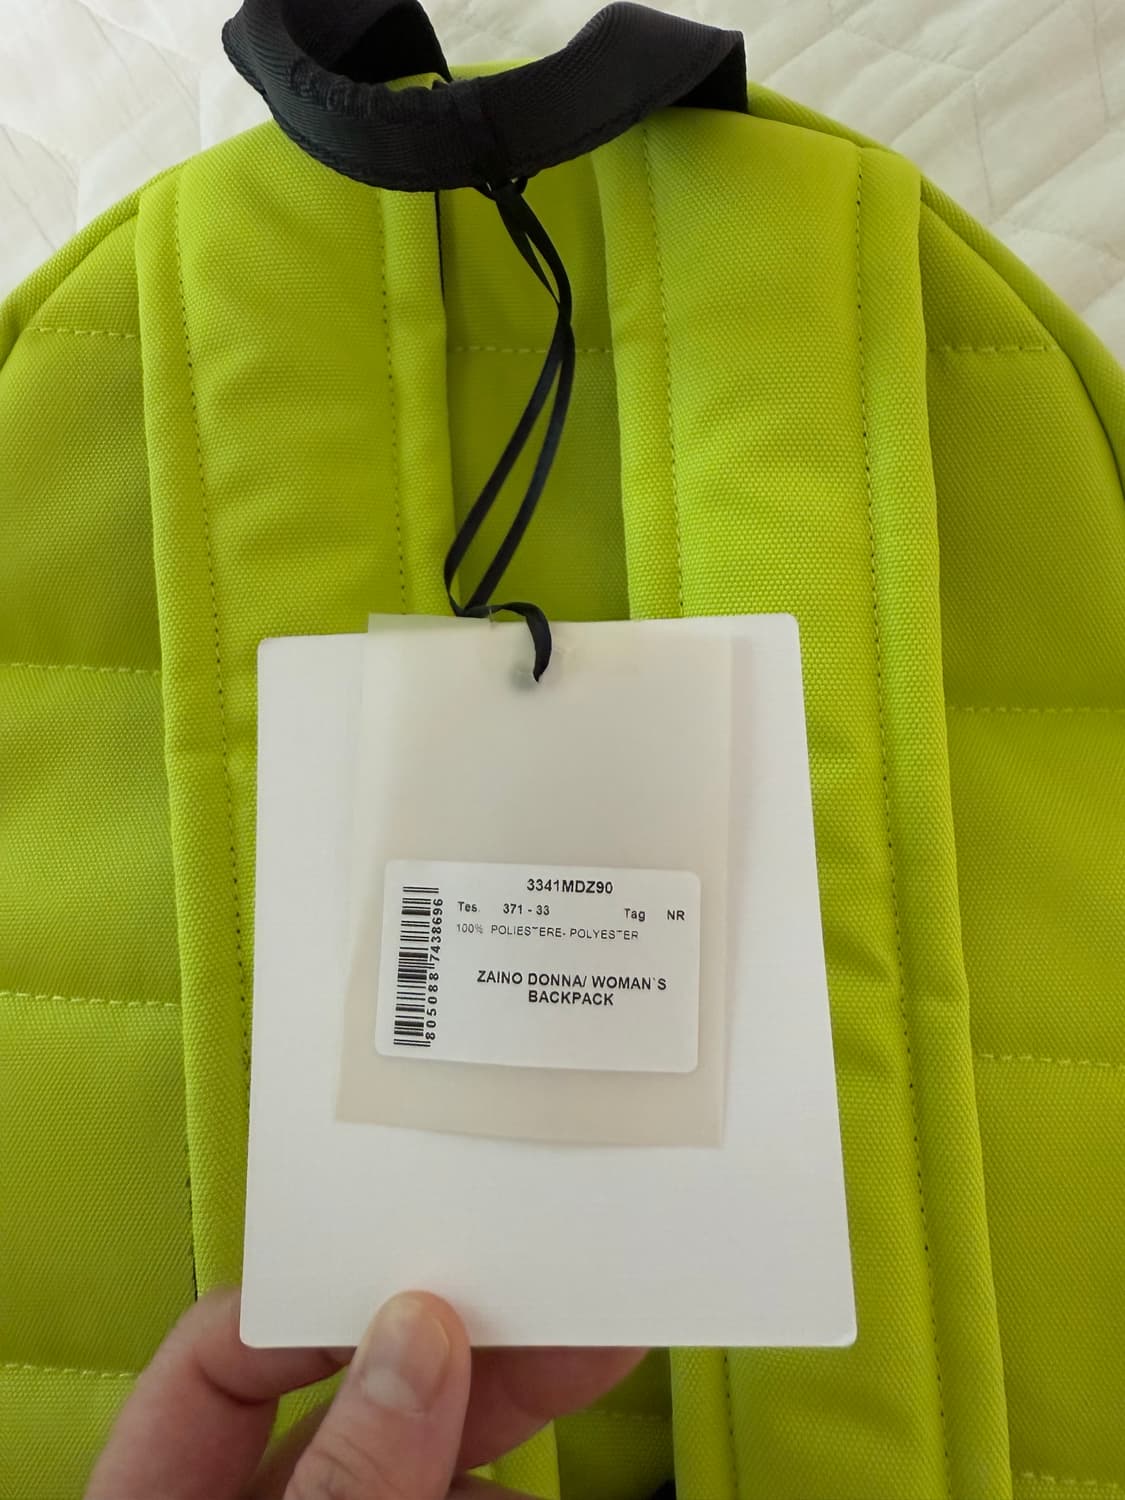 3341MDZ90
Tes. 371 - 33 Tag NR
100% POLIESTERE- POLYESTER
ZAINO DONNA/ WOMAN`S
BACKPACK
8050887438696